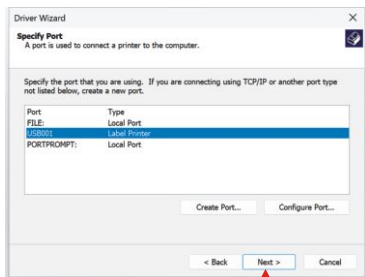 Driver Wizard
Specify Port
A port is used to connect a printer to the computer.
Specify the port that you are using. If you are connecting using TCP/IP or another port type
not listed below, create a new port.
Port Type
FILE: Local Port
USB001 Label Printer
PORTPROMPT: Local Port
Create Port... Configure Port...
< Back Next > Cancel